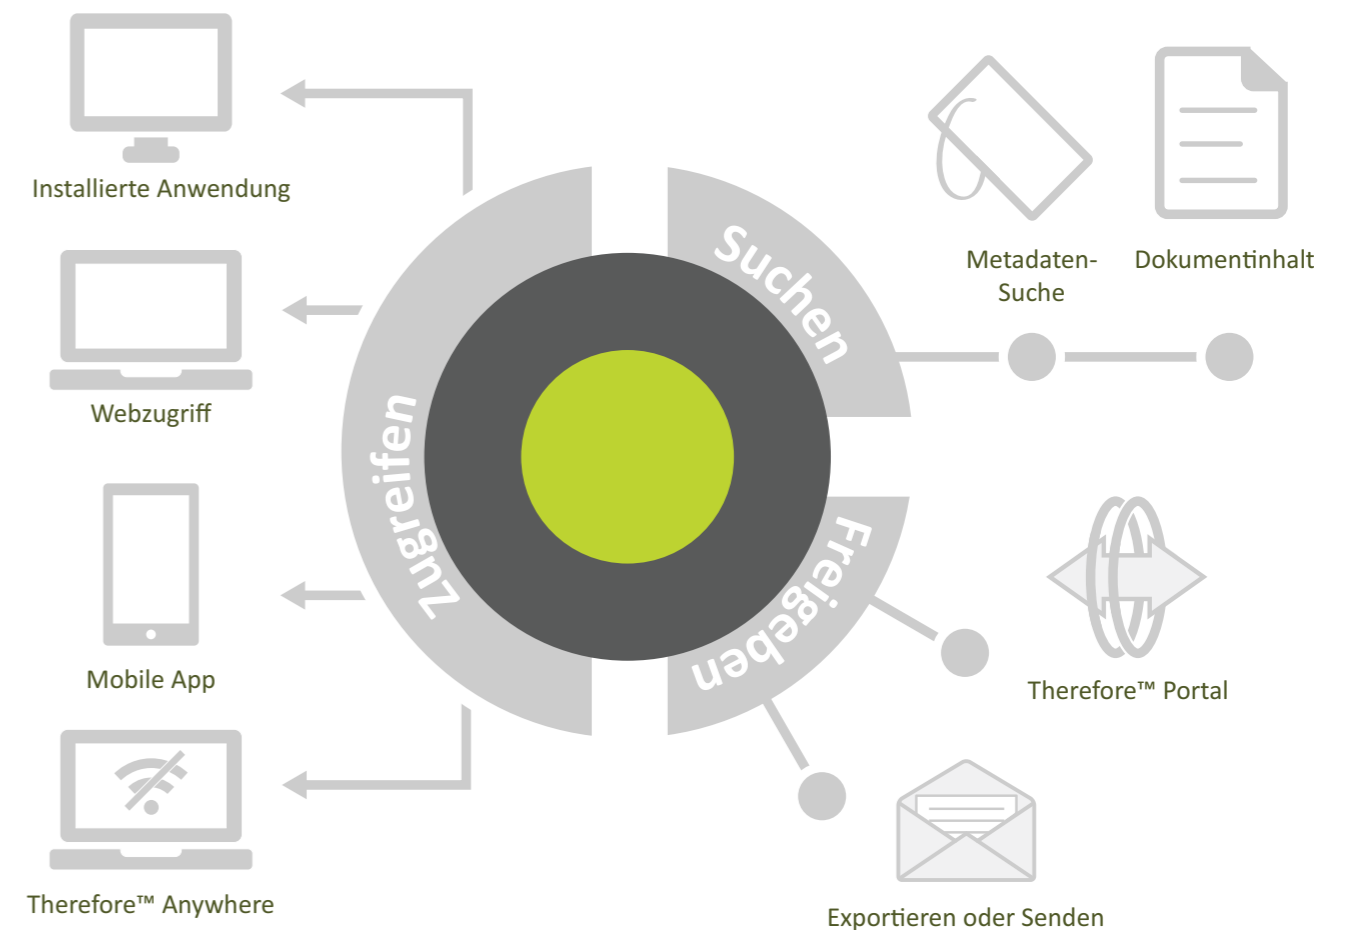 Installierte Anwendung
Webzugriff
Mobile App
Therefore™ Anywhere
Zugreifen
Suchen
Freigeben
Metadaten-
Suche
Dokumentinhalt
Therefore™ Portal
Exportieren oder Senden